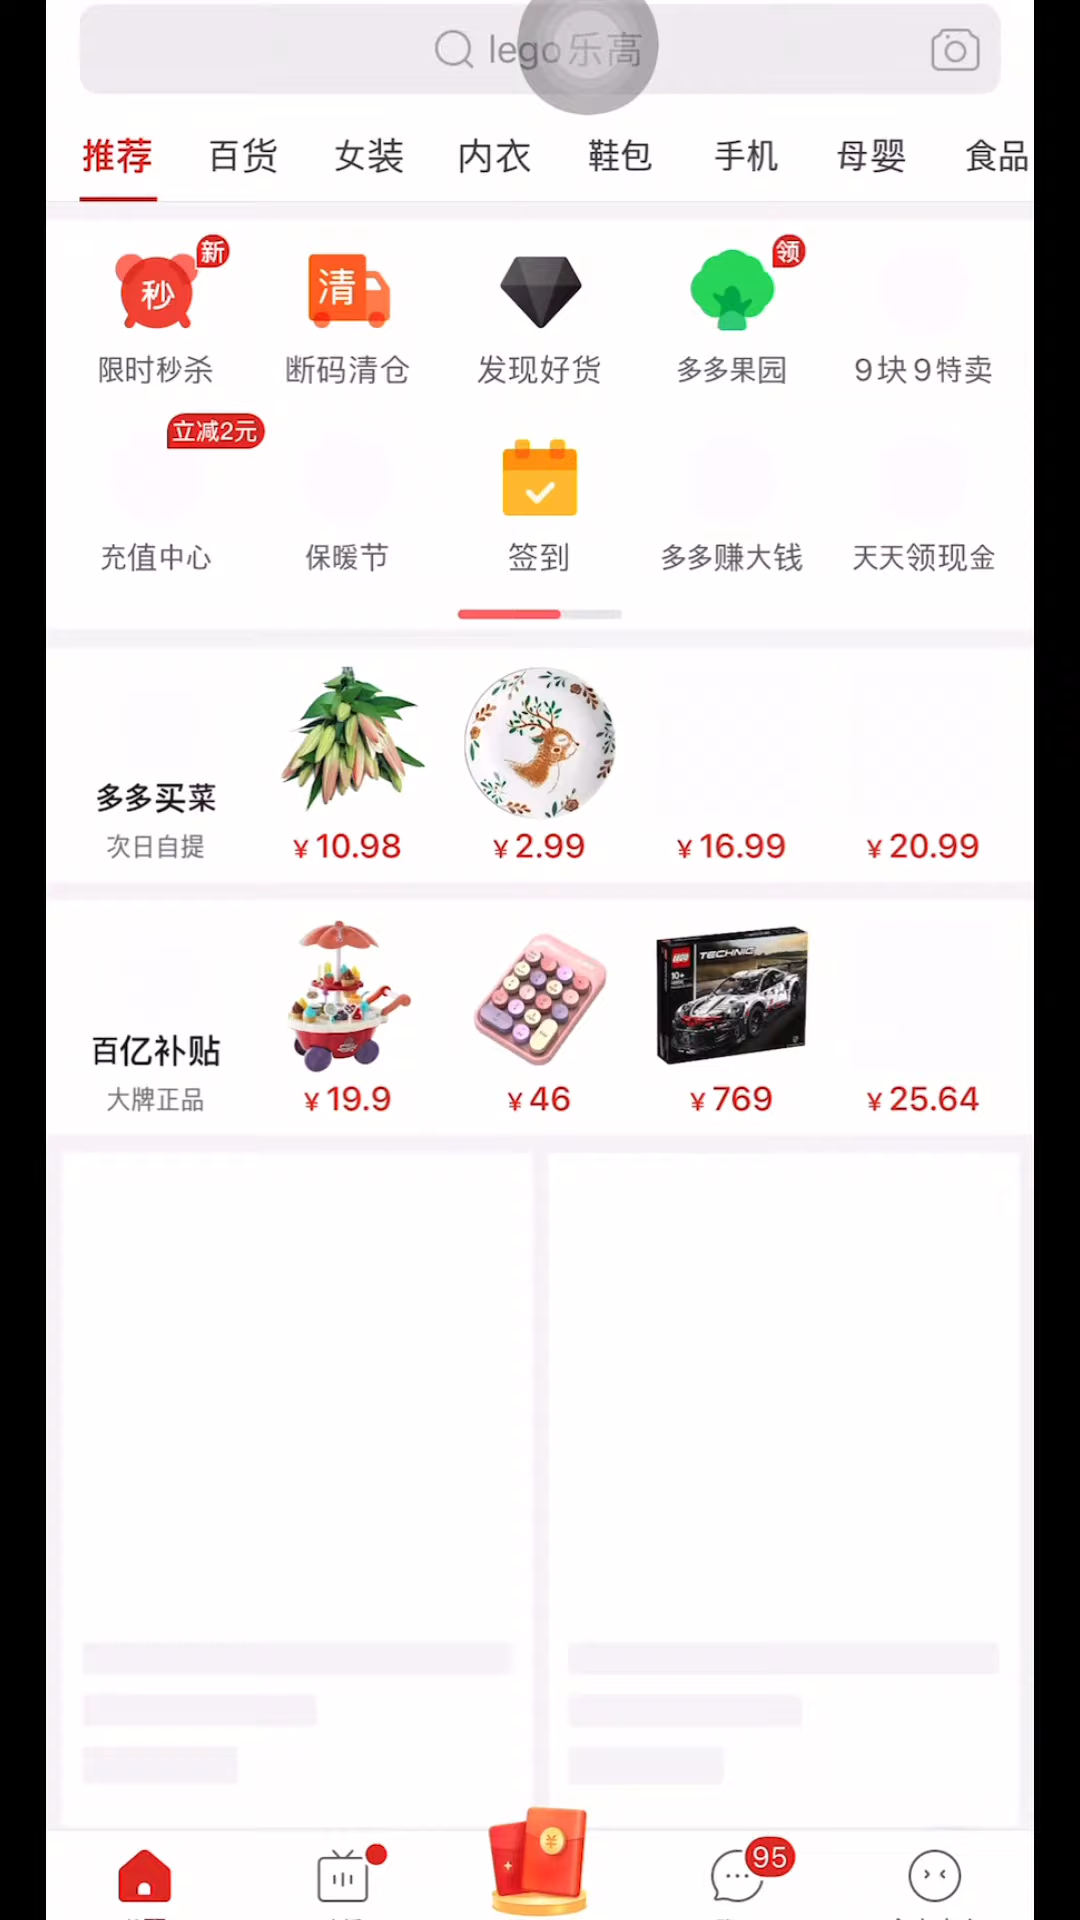 lego乐高
推荐 百货 女装 内衣 鞋包 手机 母婴 食品
新 领
秒 清
限时秒杀 断码清仓 发现好货 多多果园 9块9特卖
立减2元
充值中心 保暖节 签到 多多赚大钱 天天领现金
多多买菜
次日自提 ¥10.98 ¥2.99 ¥16.99 ¥20.99
LEGO TECHNIC
10+
百亿补贴
大牌正品 ¥19.9 ¥46 ¥769 ¥25.64
¥
95